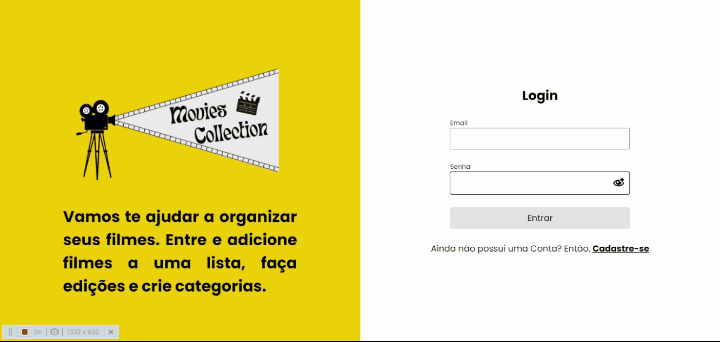 Movies
Collection
Vamos te ajudar a organizar
seus filmes. Entre e adicione
filmes a uma lista, faça
edições e crie categorias.
Login
Email
Senha
Entrar
Ainda não possui uma Conta? Então, Cadastre-se
0s
1332 x 632